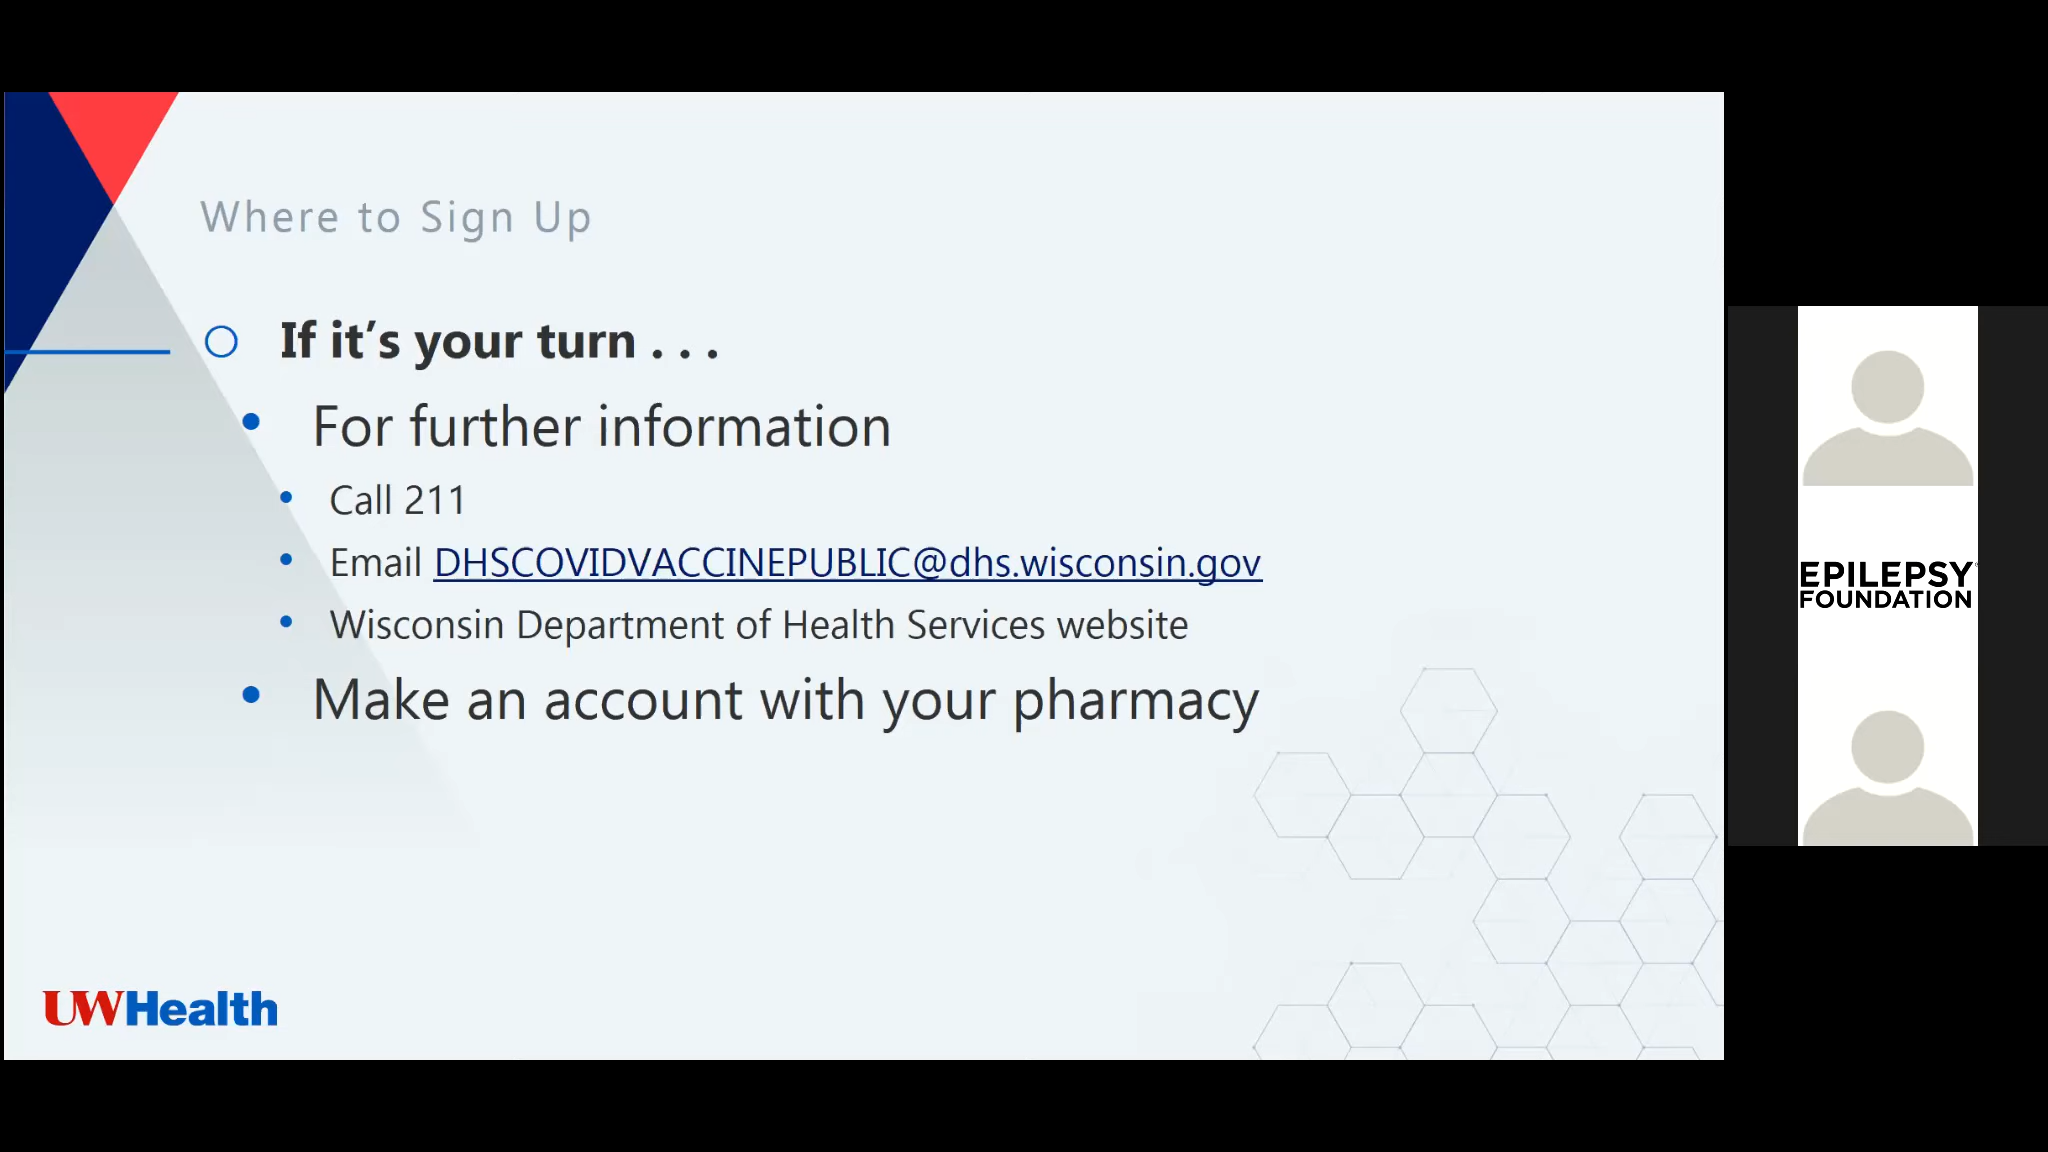 Where to Sign Up
If it’s your turn . . .
For further information
Call 211
Email DHSCOVIDVACCINEPUBLIC@dhs.wisconsin.gov
Wisconsin Department of Health Services website
Make an account with your pharmacy
UWHealth
EPILEPSY
FOUNDATION